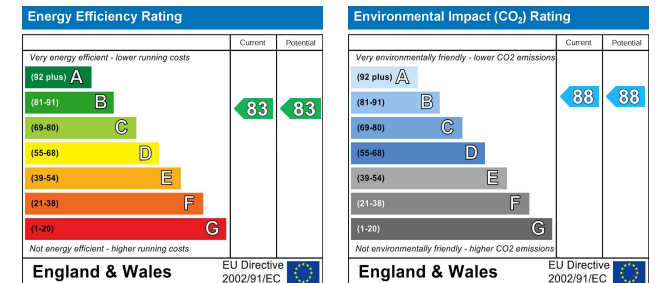 Energy Efficiency Rating
Current Potential
Very energy efficient - lower running costs
(92 plus) A
(81-91) B
83 83
(69-80) C
(55-68) D
(39-54) E
(21-38) F
(1-20) G
Not energy efficient - higher running costs
England & Wales
EU Directive
2002/91/EC
Environmental Impact (CO₂) Rating
Current Potential
Very environmentally friendly - lower CO2 emissions
(92 plus) A
(81-91) B
88 88
(69-80) C
(55-68) D
(39-54) E
(21-38) F
(1-20) G
Not environmentally friendly - higher CO2 emissions
England & Wales
EU Directive
2002/91/EC